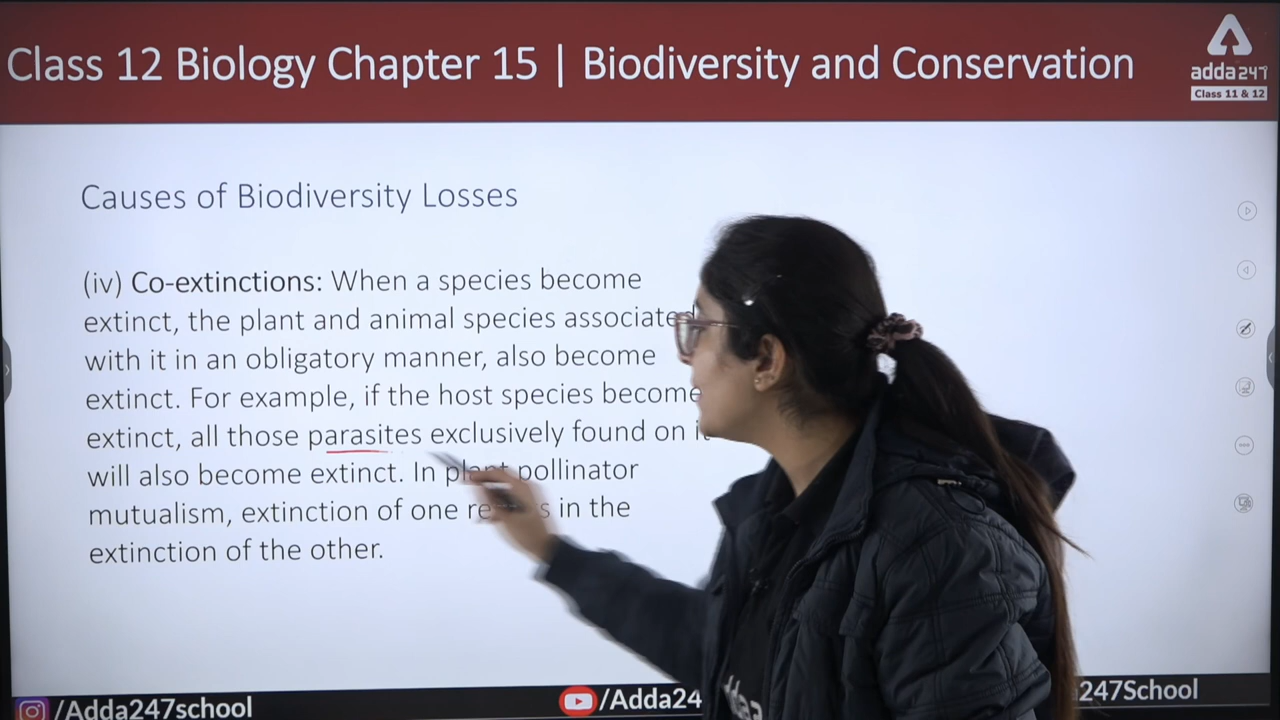 Class 12 Biology Chapter 15 | Biodiversity and Conservation
adda247
Class 11 & 12
Causes of Biodiversity Losses
(iv) Co-extinctions: When a species become
extinct, the plant and animal species associated
with it in an obligatory manner, also become
extinct. For example, if the host species become
extinct, all those parasites exclusively found on it
will also become extinct. In plant pollinator
mutualism, extinction of one in the
extinction of the other.
/Adda247school
/Adda24
247School